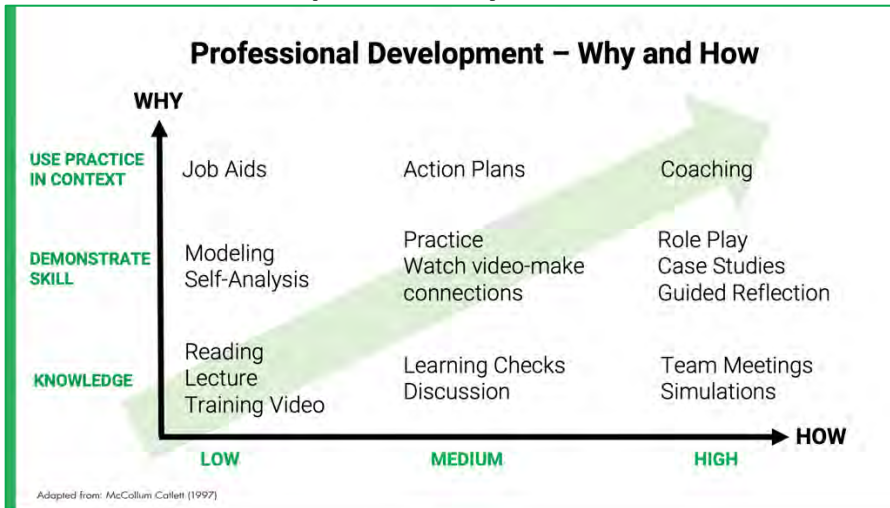 Professional Development – Why and How
WHY
USE PRACTICE
IN CONTEXT
Job Aids
Action Plans
Coaching
DEMONSTRATE
SKILL
Modeling
Self-Analysis
Practice
Watch video-make
connections
Role Play
Case Studies
Guided Reflection
KNOWLEDGE
Reading
Lecture
Training Video
Learning Checks
Discussion
Team Meetings
Simulations
HOW
LOW
MEDIUM
HIGH
Adapted from: McCollum Catlett (1997)